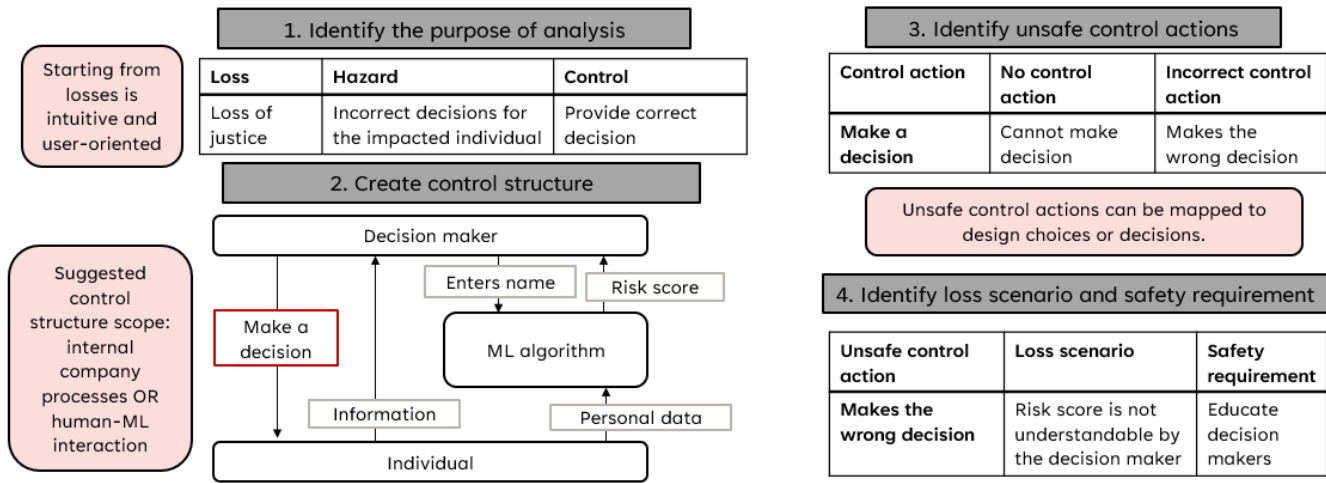 1. Identify the purpose of analysis
Starting from
losses is
intuitive and
user-oriented
Loss Hazard Control
Loss of Incorrect decisions for Provide correct
justice the impacted individual decision
2. Create control structure
Suggested
control
structure scope:
internal
company
processes OR
human-ML
interaction
Decision maker
Enters name
Risk score
Make a
decision
ML algorithm
Information
Personal data
Individual
3. Identify unsafe control actions
Control action No control Incorrect control
action action
Make a Cannot make Makes the
decision decision wrong decision
Unsafe control actions can be mapped to
design choices or decisions.
4. Identify loss scenario and safety requirement
Unsafe control Loss scenario Safety
action requirement
Makes the Risk score is not Educate
wrong decision understandable by decision
the decision maker makers